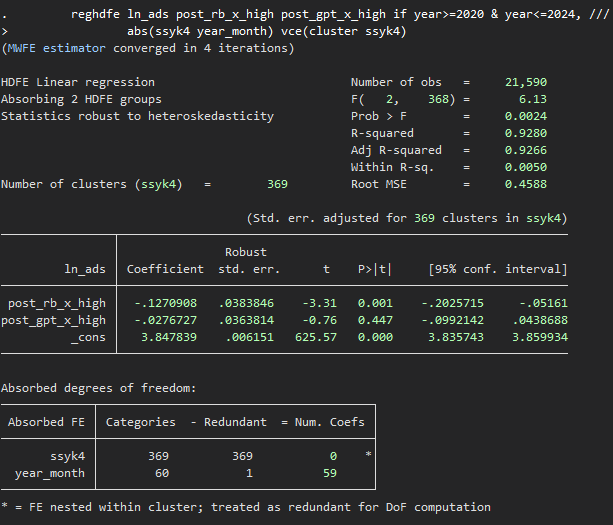 .         reghdfe ln_ads post_rb_x_high post_gpt_x_high if year>=2020 & year<=2024, ///
>                 abs(ssyk4 year_month) vce(cluster ssyk4)
(MWFE estimator converged in 4 iterations)
HDFE Linear regression                            Number of obs   =     21,590
Absorbing 2 HDFE groups                           F(   2,    368) =       6.13
Statistics robust to heteroskedasticity           Prob > F        =     0.0024
                                                  R-squared       =     0.9280
                                                  Adj R-squared   =     0.9266
                                                  Within R-sq.    =     0.0050
Number of clusters (ssyk4)   =        369         Root MSE        =     0.4588
(Std. err. adjusted for 369 clusters in ssyk4)
Robust
ln_ads   Coefficient  std. err.      t    P>|t|     [95% conf. interval]
post_rb_x_high    -.1270908   .0383846    -3.31   0.001    -.2025715     -.05161
post_gpt_x_high   -.0276727   .0363814    -0.76   0.447    -.0992142    .0438688
_cons    3.847839    .006151   625.57   0.000     3.835743    3.859934
Absorbed degrees of freedom:
Absorbed FE   Categories  - Redundant  = Num. Coefs
ssyk4         369         369           0    *
year_month          60           1          59
* = FE nested within cluster; treated as redundant for DoF computation